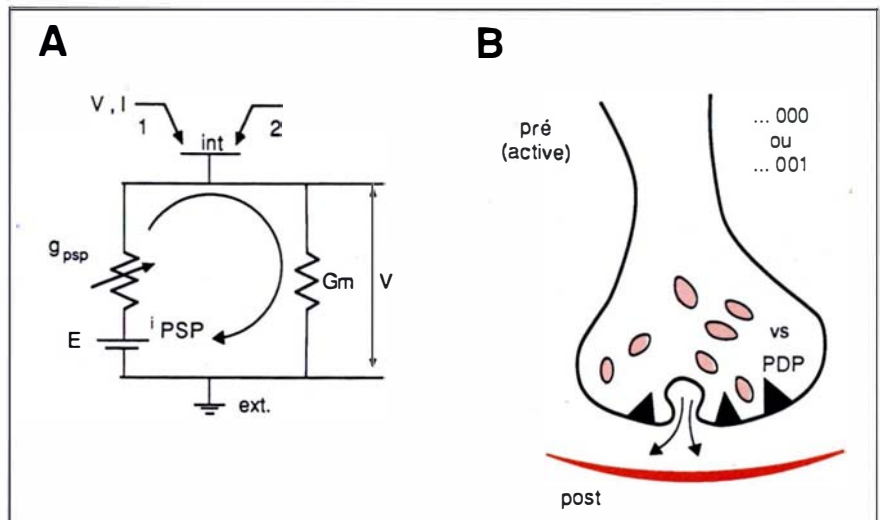 A
V, I
1
2
int
g psp
E
i PSP
Gm
V
ext.
B
pré
(active)
... 000
ou
... 001
vs
PDP
post